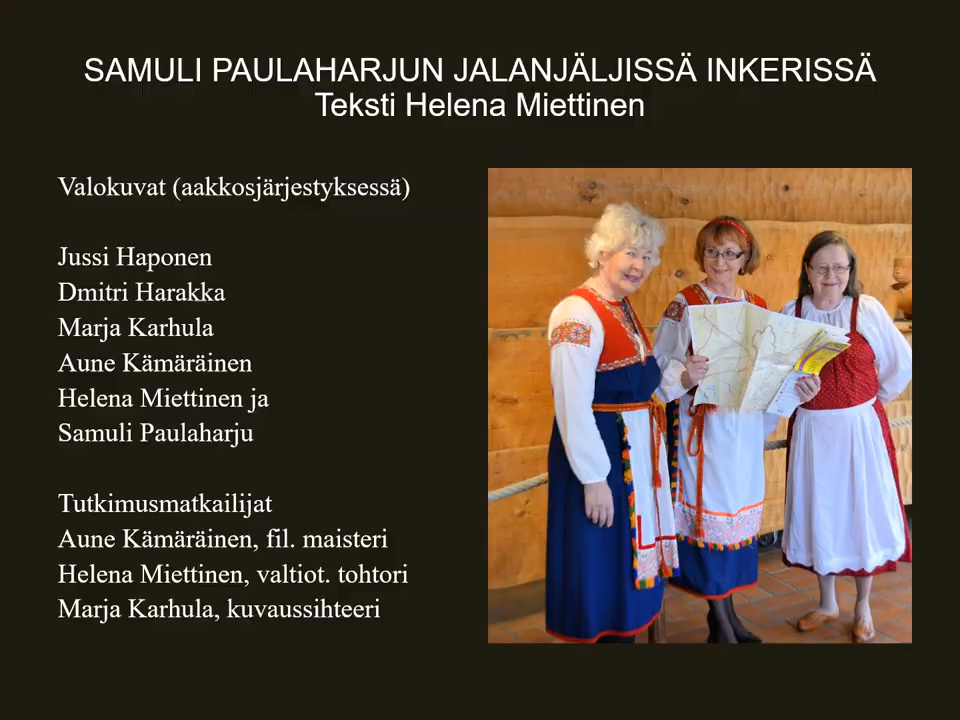 SAMULI PAULAHARJUN JALANJÄLJISSÄ INKERISSÄ
Teksti Helena Miettinen
Valokuvat (aakkosjärjestyksessä)
Jussi Haponen
Dmitri Harakka
Marja Karhula
Aune Kämäräinen
Helena Miettinen ja
Samuli Paulaharju
Tutkimusmatkailijat
Aune Kämäräinen, fil. maisteri
Helena Miettinen, valtiot. tohtori
Marja Karhula, kuvaussihteeri